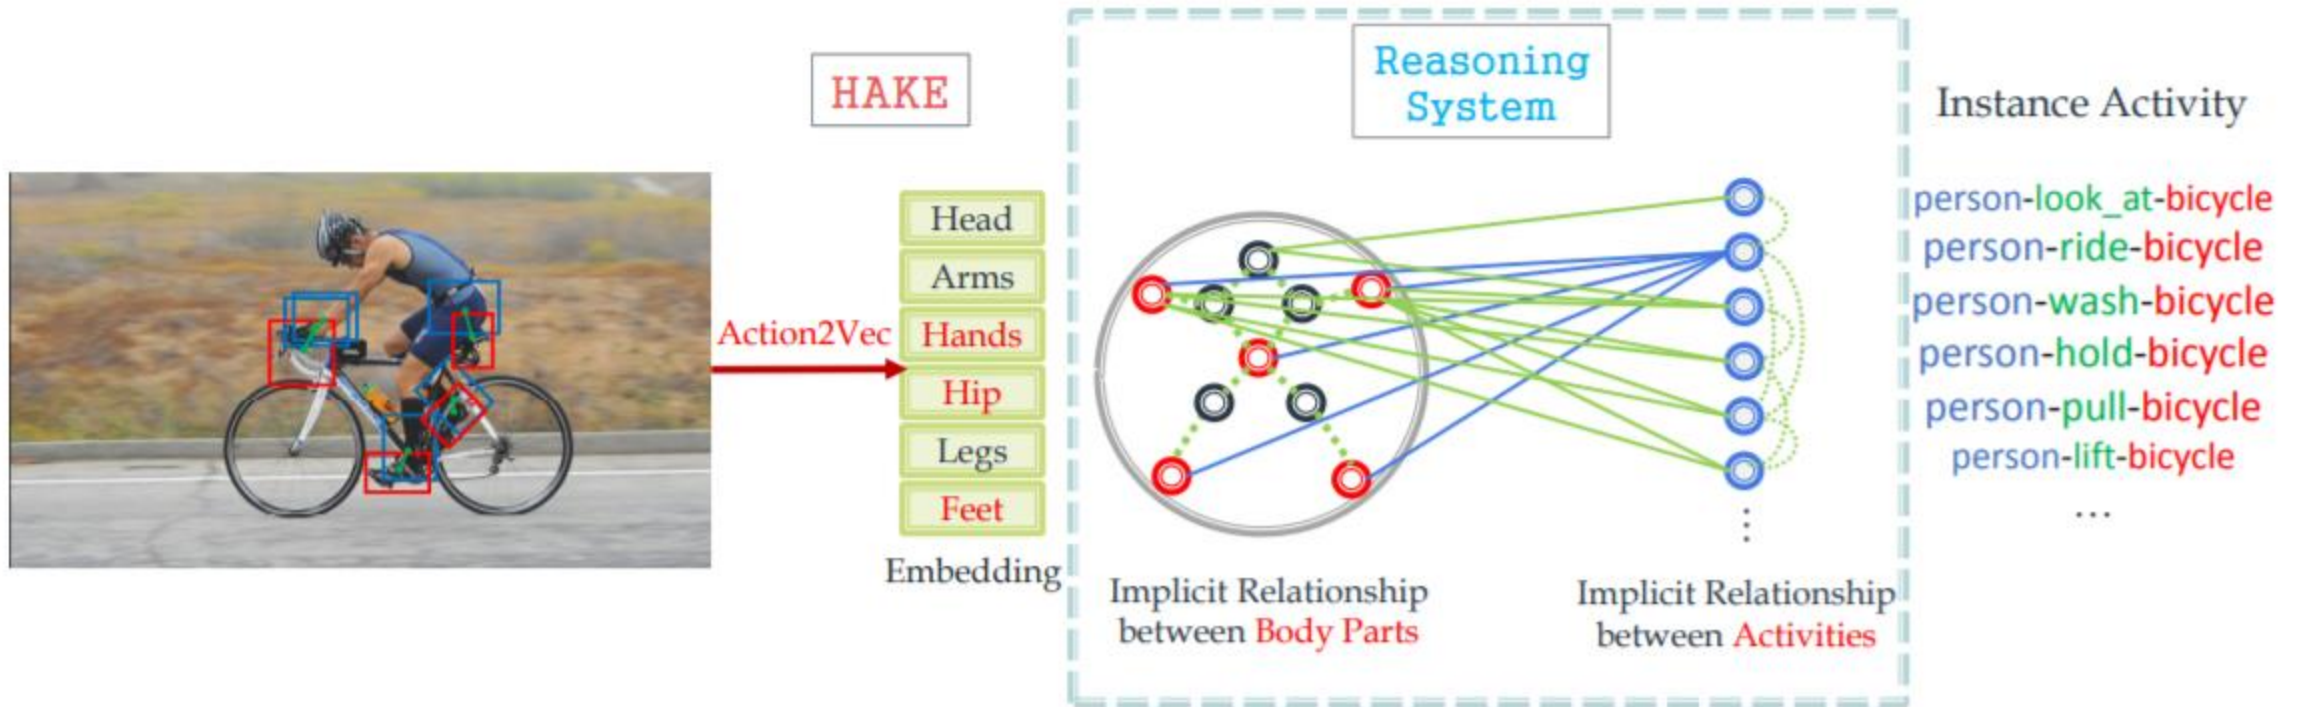 HAKE
Reasoning
System
Instance Activity
Action2Vec
Head
Arms
Hands
Hip
Legs
Feet
Embedding
Implicit Relationship
between Body Parts
Implicit Relationship
between Activities
person-look_at-bicycle
person-ride-bicycle
person-wash-bicycle
person-hold-bicycle
person-pull-bicycle
person-lift-bicycle
...